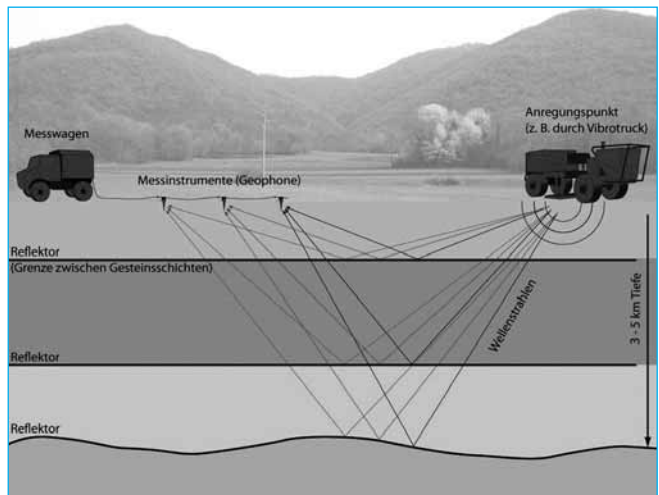 Anregungspunkt
(z. B. durch Vibrotruck)
Messwagen
Messinstrumente (Geophone)
Reflektor
(Grenze zwischen Gesteinsschichten)
Wellenstrahlen
3 - 5 km Tiefe
Reflektor
Reflektor